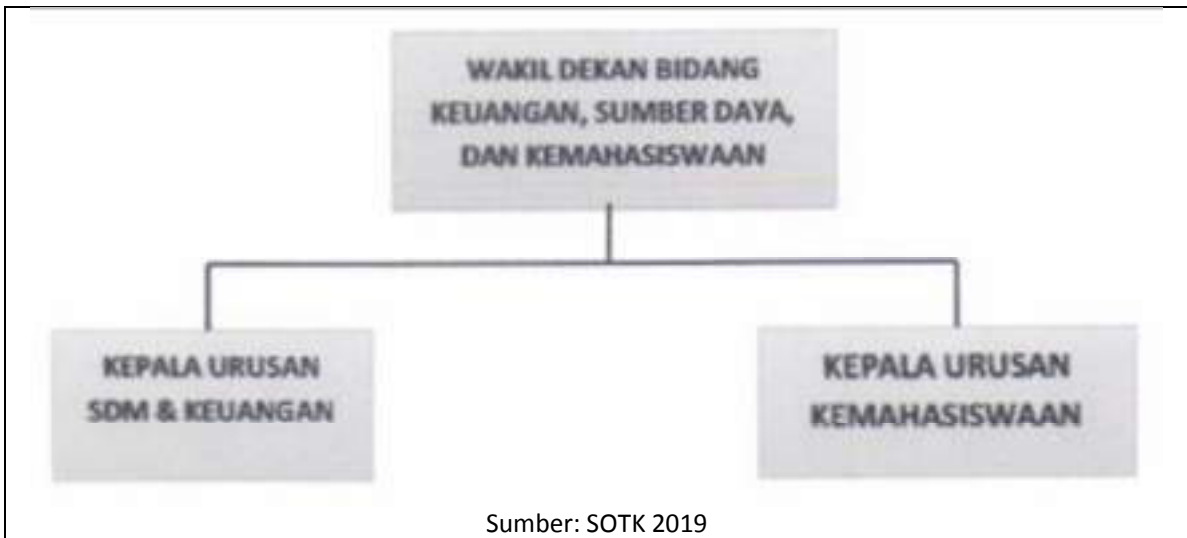 WAKIL DEKAN BIDANG
KEUANGAN, SUMBER DAYA,
DAN KEMAHASISWAAN
KEPALA URUSAN
SDM & KEUANGAN
KEPALA URUSAN
KEMAHASISWAAN
Sumber: SOTK 2019